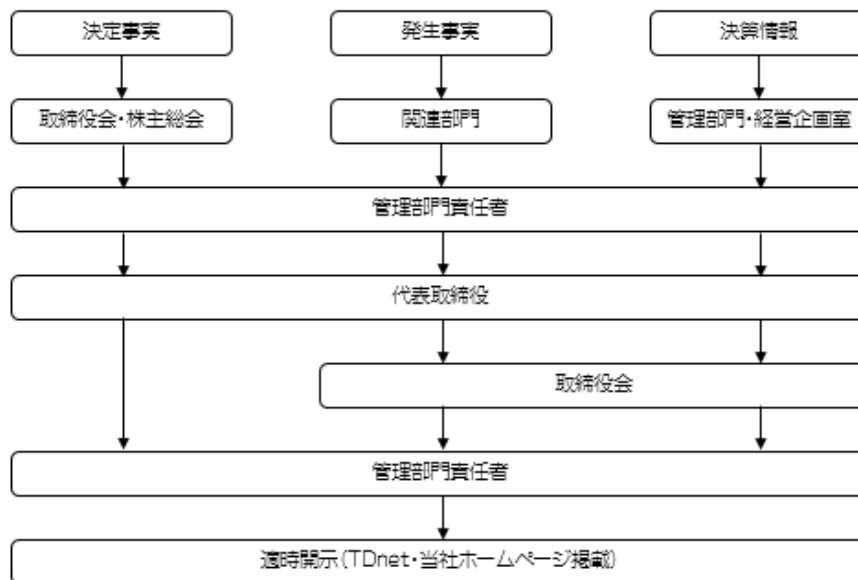 決定事実
発生事実
決算情報
取締役会・株主総会
関連部門
管理部門・経営企画室
管理部門責任者
代表取締役
取締役会
管理部門責任者
適時開示(TDnet・当社ホームページ掲載)